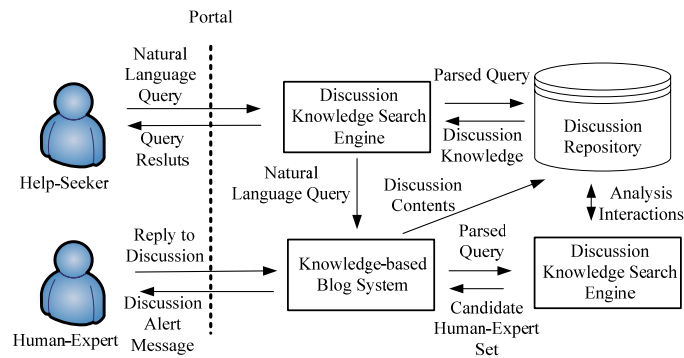 Portal
Natural
Language
Query
Query
Resluts
Help-Seeker
Discussion
Knowledge Search
Engine
Parsed Query
Discussion
Knowledge
Discussion
Repository
Natural
Language Query
Discussion
Contents
Analysis
Interactions
Reply to
Discussion
Discussion
Alert
Message
Human-Expert
Knowledge-based
Blog System
Parsed
Query
Candidate
Human-Expert
Set
Discussion
Knowledge Search
Engine